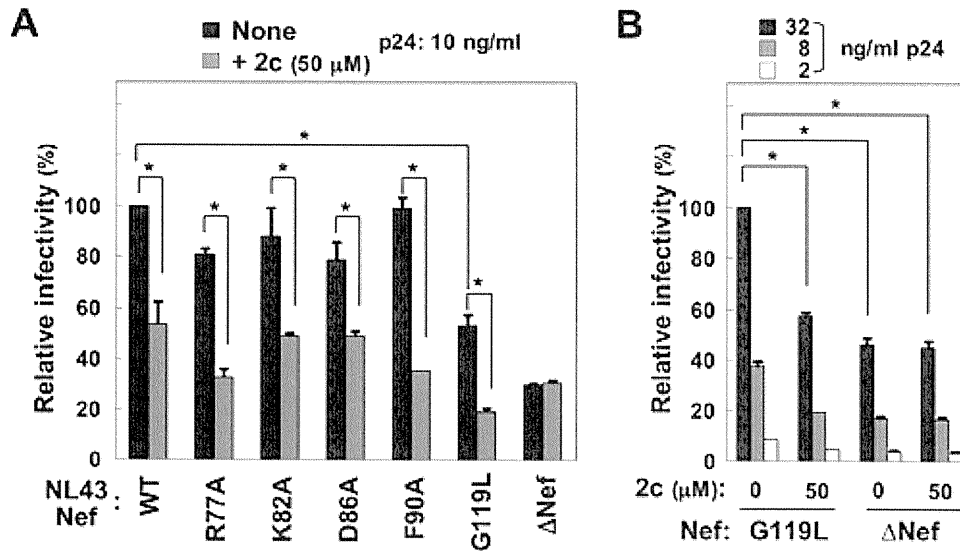 A
None
+ 2c (50 μM)
p24: 10 ng/ml
Relative infectivity (%)
100
80
60
40
20
0
*
*
*
*
*
*
*
NL43
Nef :
WT
R77A
K82A
D86A
F90A
G119L
ΔNef
B
32
8
2
ng/ml p24
Relative infectivity (%)
100
80
60
40
20
0
*
*
*
2c (μM): 0 50 0 50
Nef: G119L ΔNef